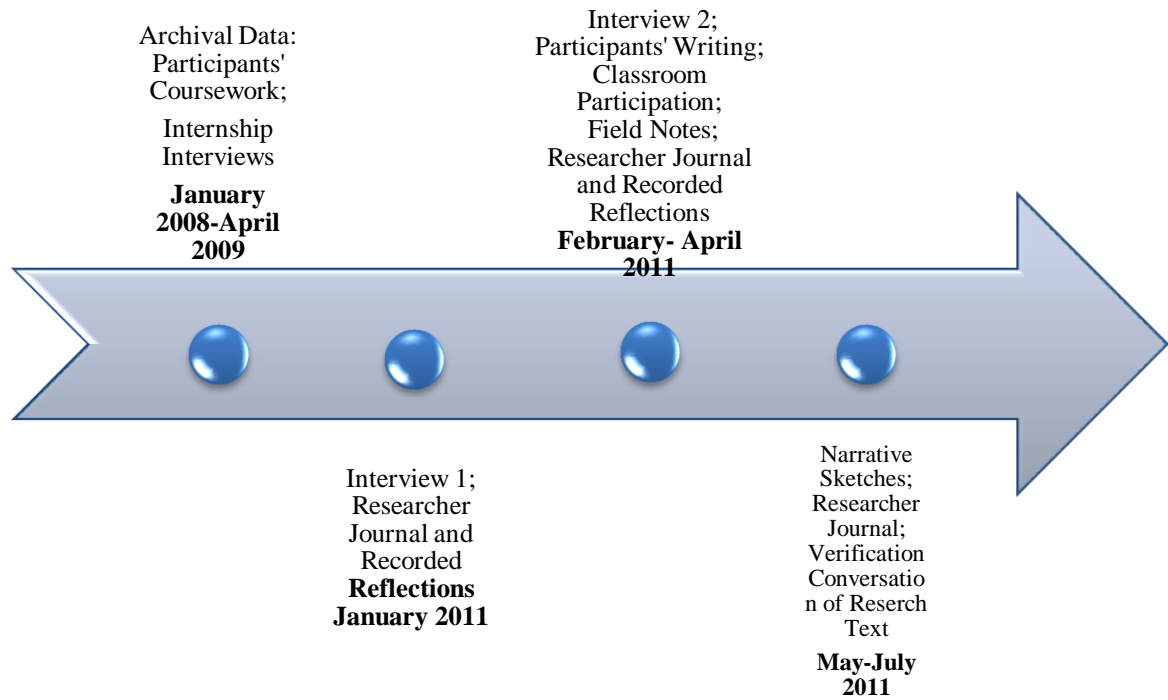 Archival Data:
Participants'
Coursework;
Internship
Interviews
January
2008-April
2009
Interview 1;
Researcher
Journal and
Recorded
Reflections
January 2011
Interview 2;
Participants' Writing;
Classroom
Participation;
Field Notes;
Researcher Journal
and Recorded
Reflections
February- April
2011
Narrative
Sketches;
Researcher
Journal;
Verification
Conversatio
n of Reserch
Text
May-July
2011